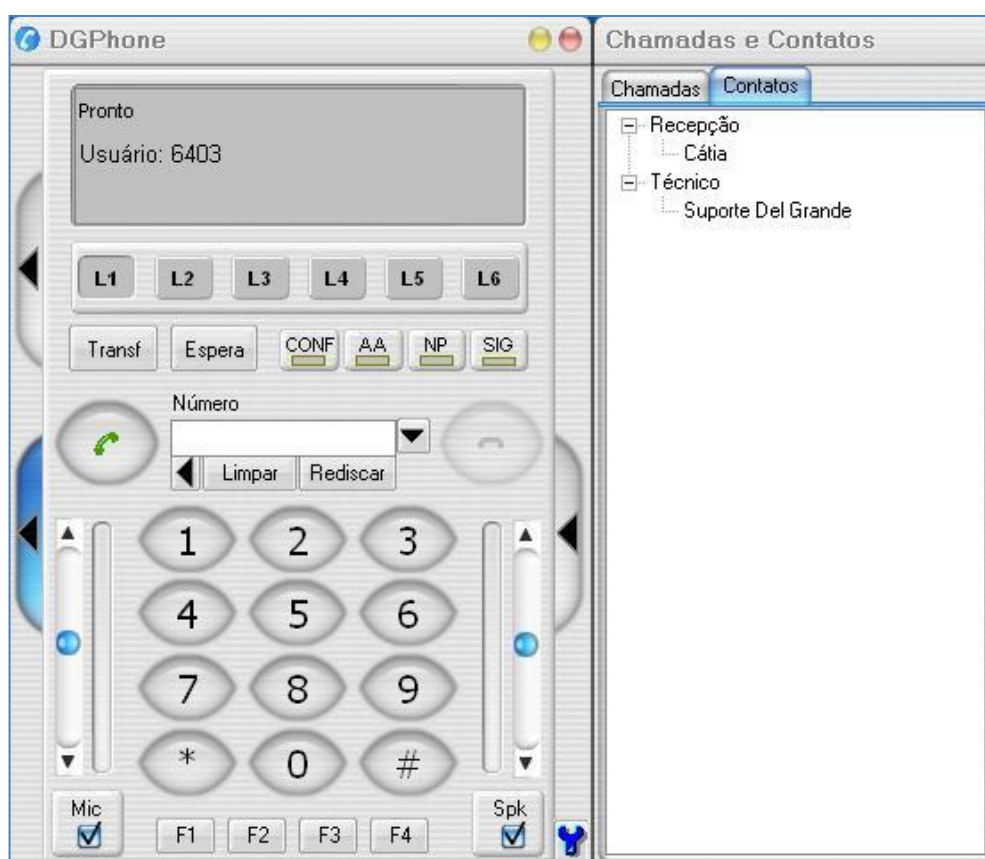 DGPhone
Pronto
Usuário: 6403
L1 L2 L3 L4 L5 L6
Transf Espera CONF AA NP SIG
Número
Limpar Rediscar
1 2 3
4 5 6
7 8 9
* 0 #
Mic Spk
F1 F2 F3 F4
Chamadas e Contatos
Chamadas Contatos
Recepção
Cátia
Técnico
Suporte Del Grande